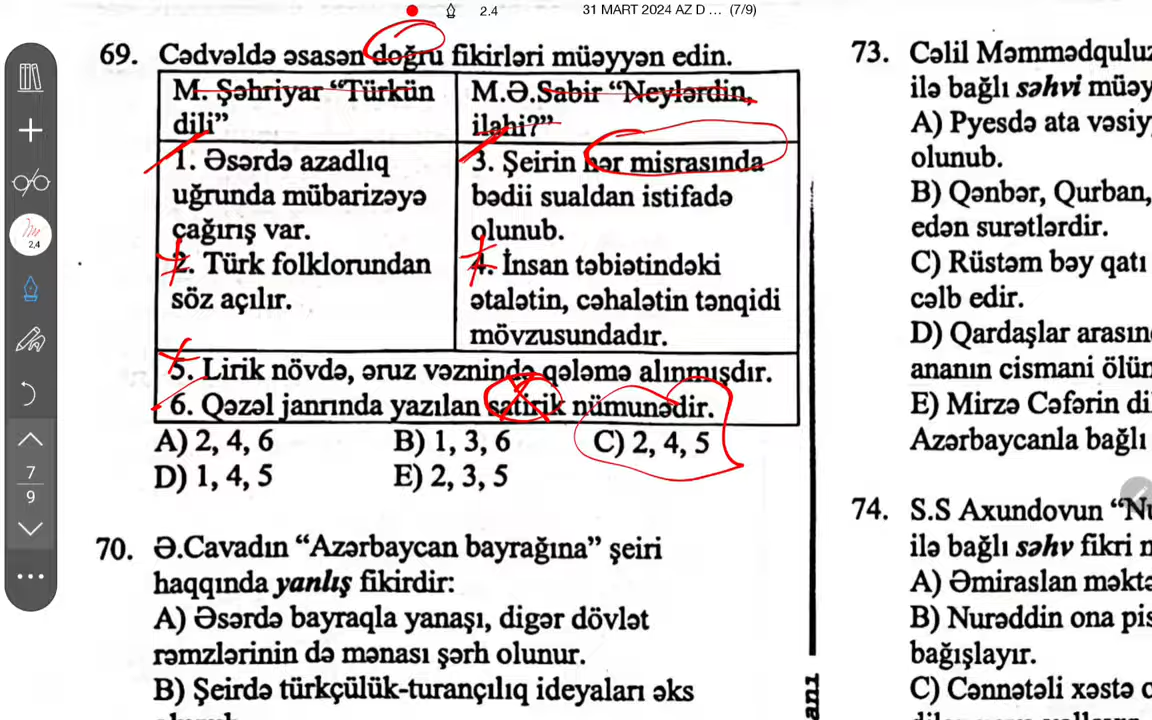 2.4
31 MART 2024 AZ D ... (7/9)
2,4
7
9
69. Cədvəldə əsasən doğru fikirləri müəyyən edin.
M. Şəhriyar “Türkün dili”
M.Ə.Sabir “Neylərdin, ilahi?”
1. Əsərdə azadlıq
uğrunda mübarizəyə
çağırış var.
2. Türk folklorundan
söz açılır.
3. Şeirin hər misrasında
bədii sualdan istifadə
olunub.
4. İnsan təbiətindəki
ətalətin, cəhalətin tənqidi
mövzusundadır.
5. Lirik növdə, əruz vəznində qələmə alınmışdır.
6. Qəzəl janrında yazılan satirik nümunədir.
A) 2, 4, 6 B) 1, 3, 6 C) 2, 4, 5
D) 1, 4, 5 E) 2, 3, 5
70. Ə.Cavadın “Azərbaycan bayrağına” şeiri
haqqında yanlış fikirdir:
A) Əsərdə bayraqla yanaşı, digər dövlət
rəmzlərinin də mənası şərh olunur.
B) Şeirdə türkçülük-turançılıq ideyaları əks
73. Cəlil Məmmədquluz
ilə bağlı səhvi müəy
A) Pyesdə ata vəsiy
olunub.
B) Qənbər, Qurban,
edən surətlərdir.
C) Rüstəm bəy qatı
cəlb edir.
D) Qardaşlar arasın
ananın cismani ölün
E) Mirzə Cəfərin di
Azərbaycanla bağlı
74. S.S Axundovun “Nu
ilə bağlı səhv fikri n
A) Əmiraslan məktə
B) Nurəddin ona pis
bağışlayır.
C) Cənnətəli xəstə